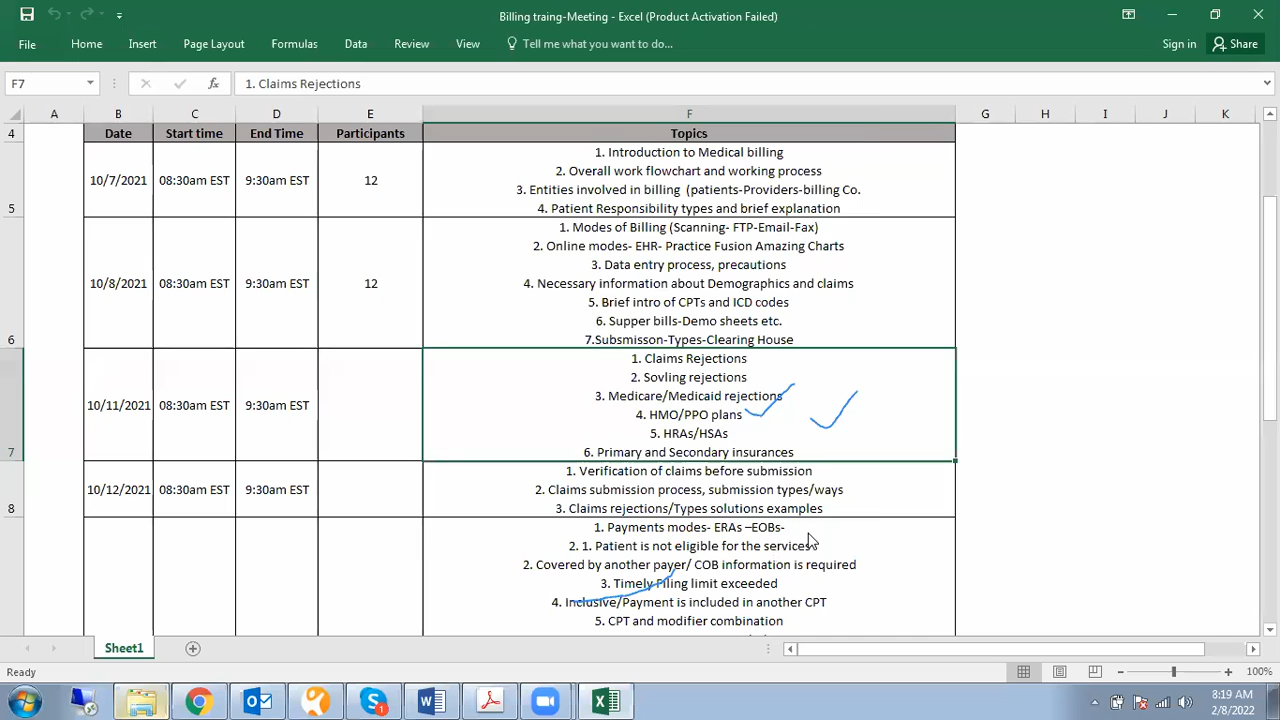 Billing traing-Meeting - Excel (Product Activation Failed)
File Home Insert Page Layout Formulas Data Review View Tell me what you want to do... Sign in Share
F7 fx 1. Claims Rejections
A B C D E F G H I J K
4 Date Start time End Time Participants Topics
1. Introduction to Medical billing
2. Overall work flowchart and working process
10/7/2021 08:30am EST 9:30am EST 12
3. Entities involved in billing (patients-Providers-billing Co.
5 4. Patient Responsibility types and brief explanation
1. Modes of Billing (Scanning- FTP-Email-Fax)
2. Online modes- EHR- Practice Fusion Amazing Charts
3. Data entry process, precautions
10/8/2021 08:30am EST 9:30am EST 12 4. Necessary information about Demographics and claims
5. Brief intro of CPTs and ICD codes
6. Supper bills-Demo sheets etc.
6 7.Submisson-Types-Clearing House
1. Claims Rejections
2. Sovling rejections
3. Medicare/Medicaid rejections
10/11/2021 08:30am EST 9:30am EST
4. HMO/PPO plans
5. HRAs/HSAs
7 6. Primary and Secondary insurances
1. Verification of claims before submission
10/12/2021 08:30am EST 9:30am EST 2. Claims submission process, submission types/ways
8 3. Claims rejections/Types solutions examples
1. Payments modes- ERAs –EOBs-
2. 1. Patient is not eligible for the services
2. Covered by another payer/ COB information is required
3. Timely Filing limit exceeded
4. Inclusive/Payment is included in another CPT
5. CPT and modifier combination
Sheet1
Ready 100%
8:19 AM
2/8/2022